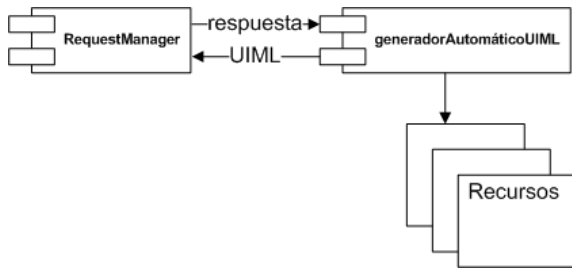 respuesta
RequestManager
generadorAutomáticoUIML
UIML
Recursos